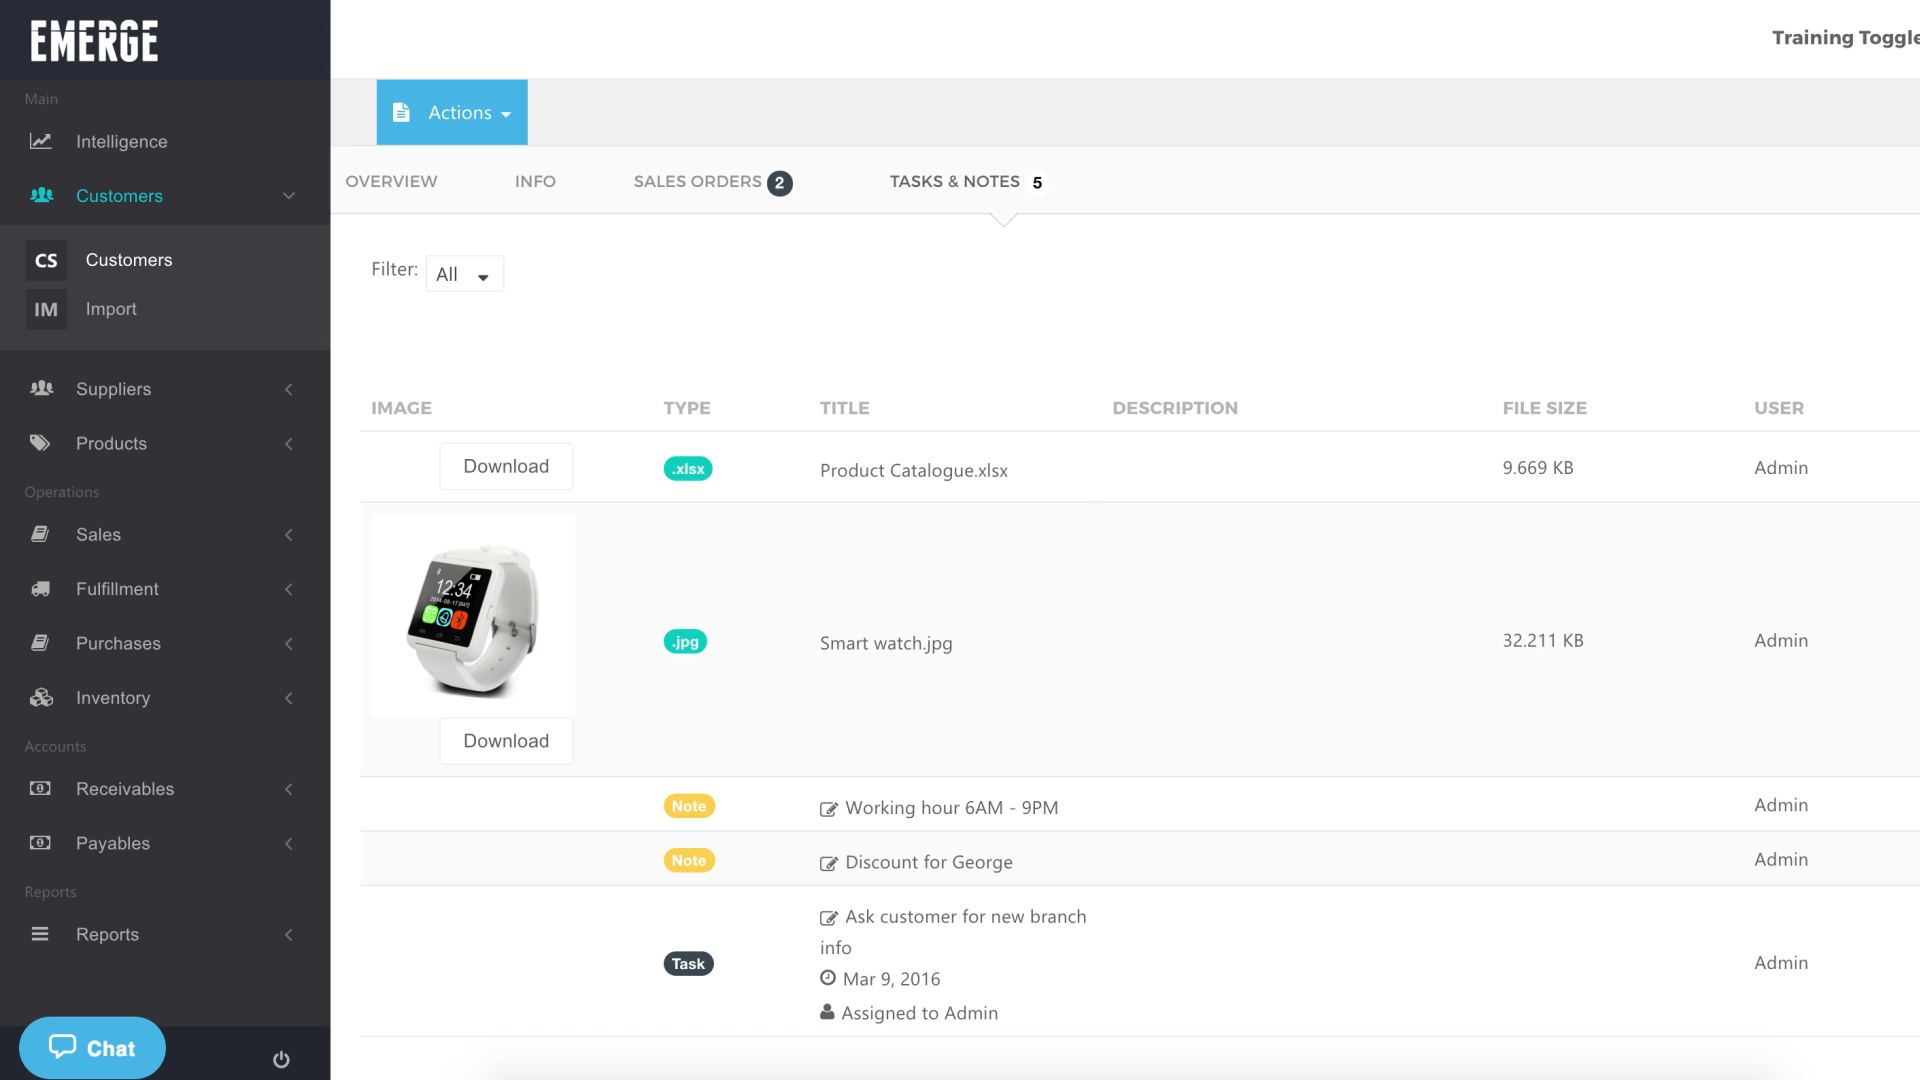 EMERGE
Training Toggle
Main
Actions
Intelligence
Customers
OVERVIEW INFO SALES ORDERS 2 TASKS & NOTES 5
CS Customers
Filter: All
IM Import
Suppliers
IMAGE TYPE TITLE DESCRIPTION FILE SIZE USER
Products
Download .xlsx Product Catalogue.xlsx 9.669 KB Admin
Operations
Sales
Fulfillment
12:34
Purchases
.jpg Smart watch.jpg 32.211 KB Admin
Inventory
Accounts
Download
Receivables
Note Working hour 6AM - 9PM Admin
Payables
Note Discount for George Admin
Reports
Reports
Ask customer for new branch
info
Task Admin
Mar 9, 2016
Assigned to Admin
Chat